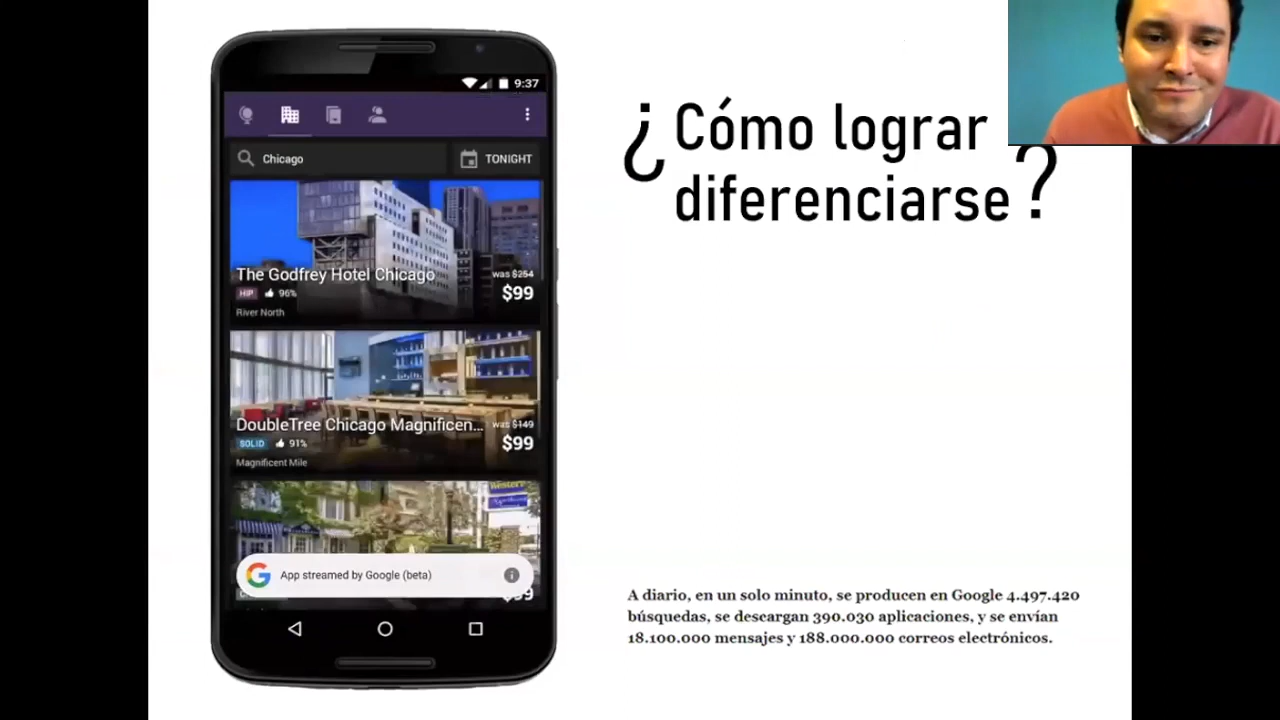 9:37
Chicago
TONIGHT
The Godfrey Hotel Chicago
was $254
HIP 96%
$99
River North
DoubleTree Chicago Magnificen...
was $149
SOLID 91%
$99
Magnificent Mile
App streamed by Google (beta)
¿Cómo lograr
diferenciarse?
A diario, en un solo minuto, se producen en Google 4.497.420
búsquedas, se descargan 390.030 aplicaciones, y se envían
18.100.000 mensajes y 188.000.000 correos electrónicos.